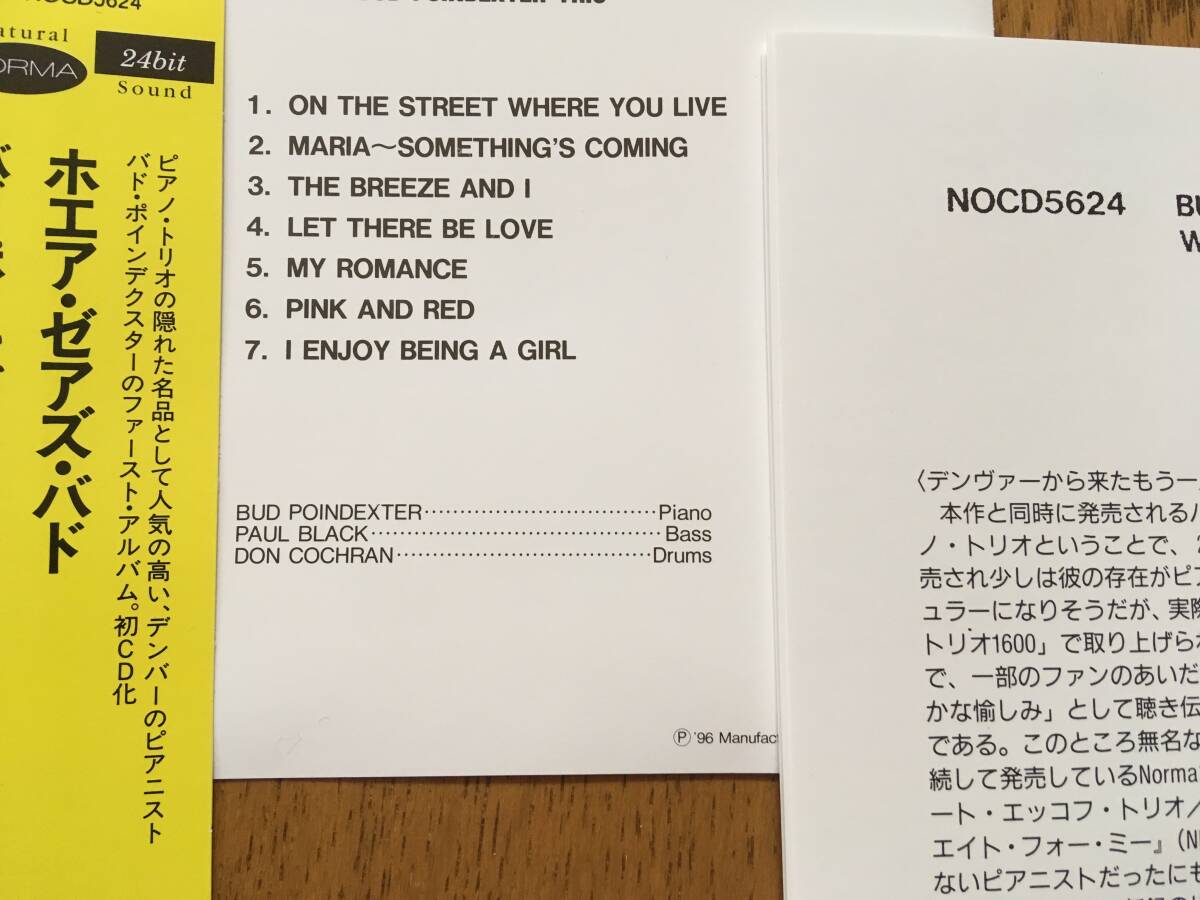 NOCD5624
atural
ORMA
24bit
Sound
ピアノ・トリオの隠れた名品として人気の高い、デンバーのピアニスト
バド・ポインデクスターのファースト・アルバム。初CD化
ホエア・ゼアズ・バド
1. ON THE STREET WHERE YOU LIVE
2. MARIA〜SOMETHING'S COMING
3. THE BREEZE AND I
4. LET THERE BE LOVE
5. MY ROMANCE
6. PINK AND RED
7. I ENJOY BEING A GIRL
BUD POINDEXTER Piano
PAUL BLACK Bass
DON COCHRAN Drums
Ⓟ '96 Manufac
NOCD5624 BU
W
〈デンヴァーから来たもう一
本作と同時に発売される
ノ・トリオということで、2
売され少しは彼の存在がピア
ュラーになりそうだが、実際
トリオ1600」で取り上げられ
で、一部のファンのあいだ
かな愉しみ」として聴き伝
である。このところ無名な
続して発売しているNorma
ート・エッコフ・トリオ/
エイト・フォー・ミー』(N
ないピアニストだったにも